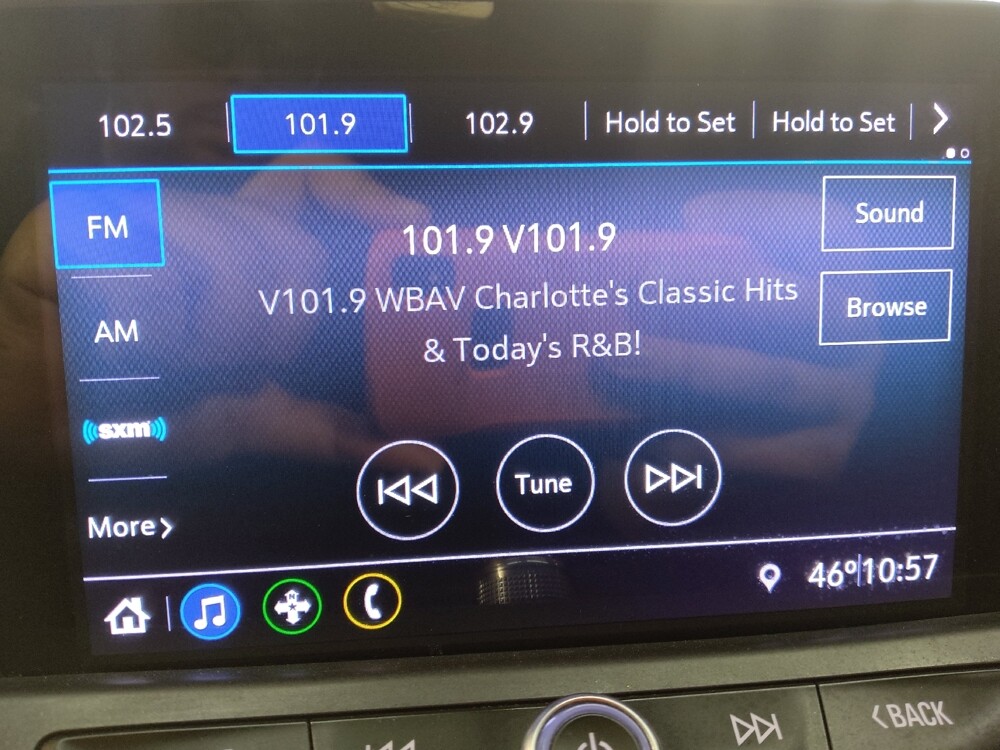 102.5 101.9 102.9 Hold to Set Hold to Set
FM
101.9 V101.9
Sound
V101.9 WBAV Charlotte's Classic Hits
& Today's R&B!
Browse
AM
sxm
Tune
More
46° 10:57
N
BACK